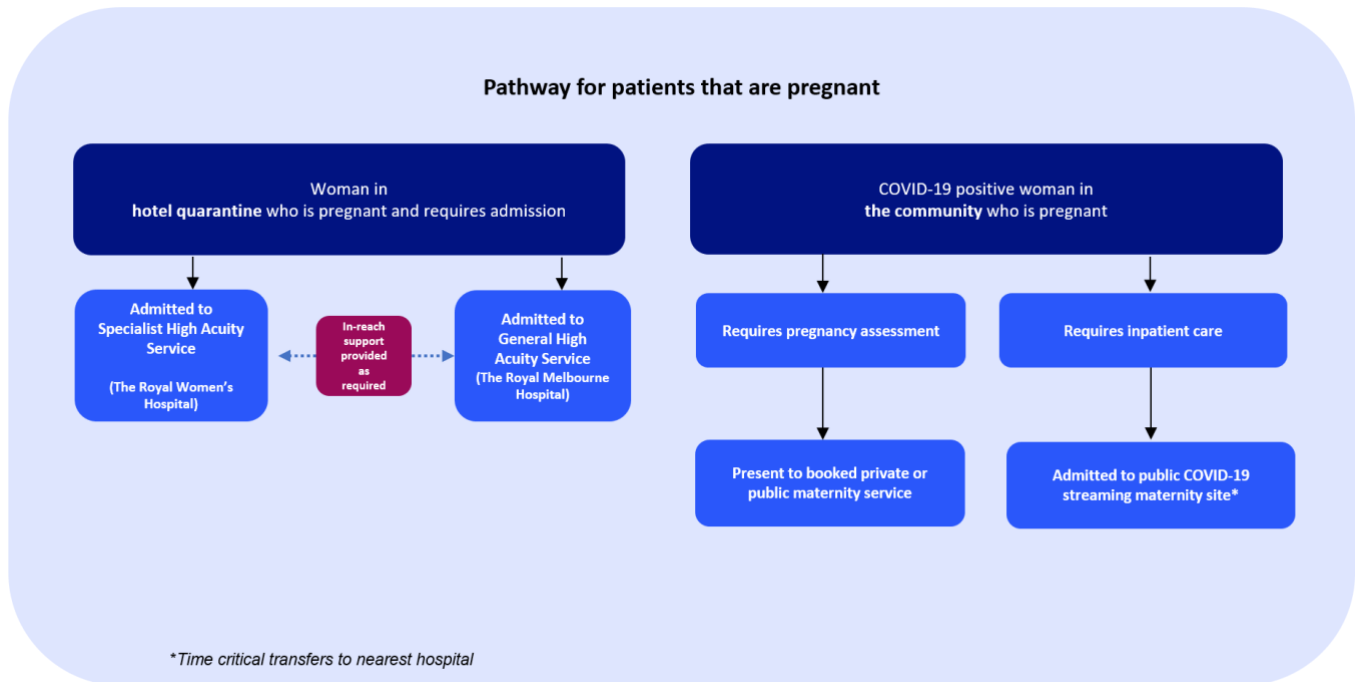 Pathway for patients that are pregnant
Woman in
hotel quarantine who is pregnant and requires admission
COVID-19 positive woman in
the community who is pregnant
Admitted to
Specialist High Acuity
Service
(The Royal Women's
Hospital)
In-reach
support
provided
as
required
Admitted to
General High
Acuity Service
(The Royal Melbourne
Hospital)
Requires pregnancy assessment
Requires inpatient care
Present to booked private or
public maternity service
Admitted to public COVID-19
streaming maternity site*
*Time critical transfers to nearest hospital